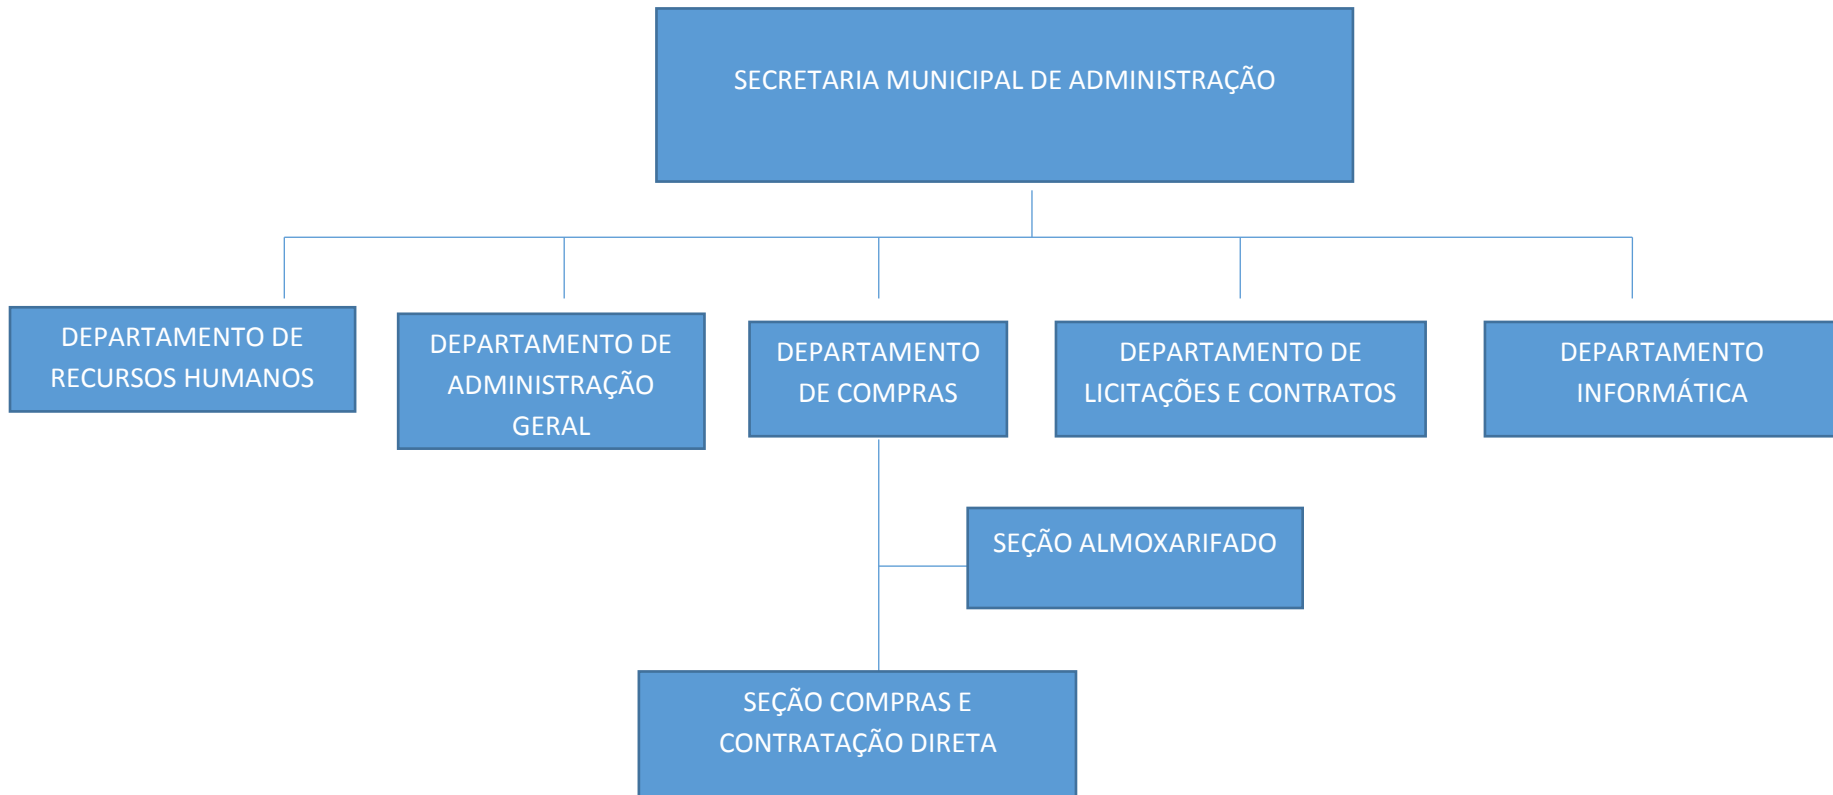 SECRETARIA MUNICIPAL DE ADMINISTRAÇÃO
DEPARTAMENTO DE
RECURSOS HUMANOS
DEPARTAMENTO DE
ADMINISTRAÇÃO
GERAL
DEPARTAMENTO
DE COMPRAS
DEPARTAMENTO DE
LICITAÇÕES E CONTRATOS
DEPARTAMENTO
INFORMÁTICA
SEÇÃO ALMOXARIFADO
SEÇÃO COMPRAS E
CONTRATAÇÃO DIRETA